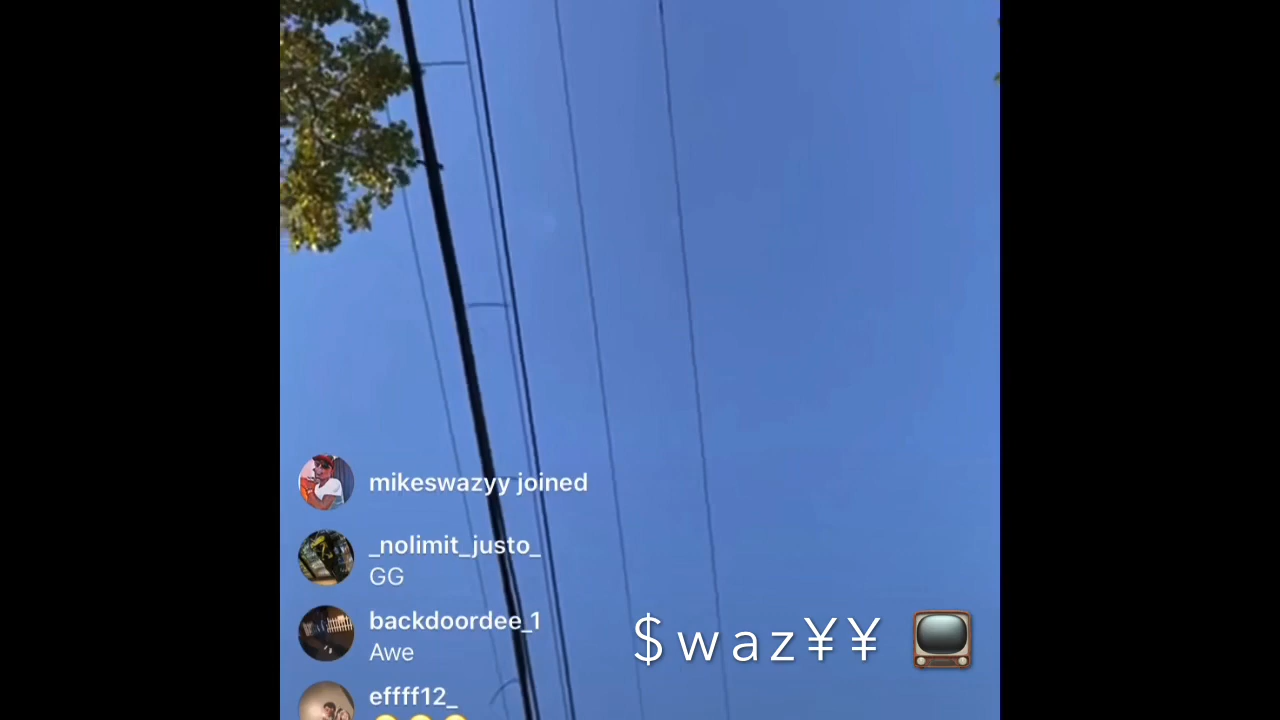 mikeswazyy joined
_nolimit_justo_
GG
backdoordee_1
Awe
$waz¥¥ 📺
effff12_